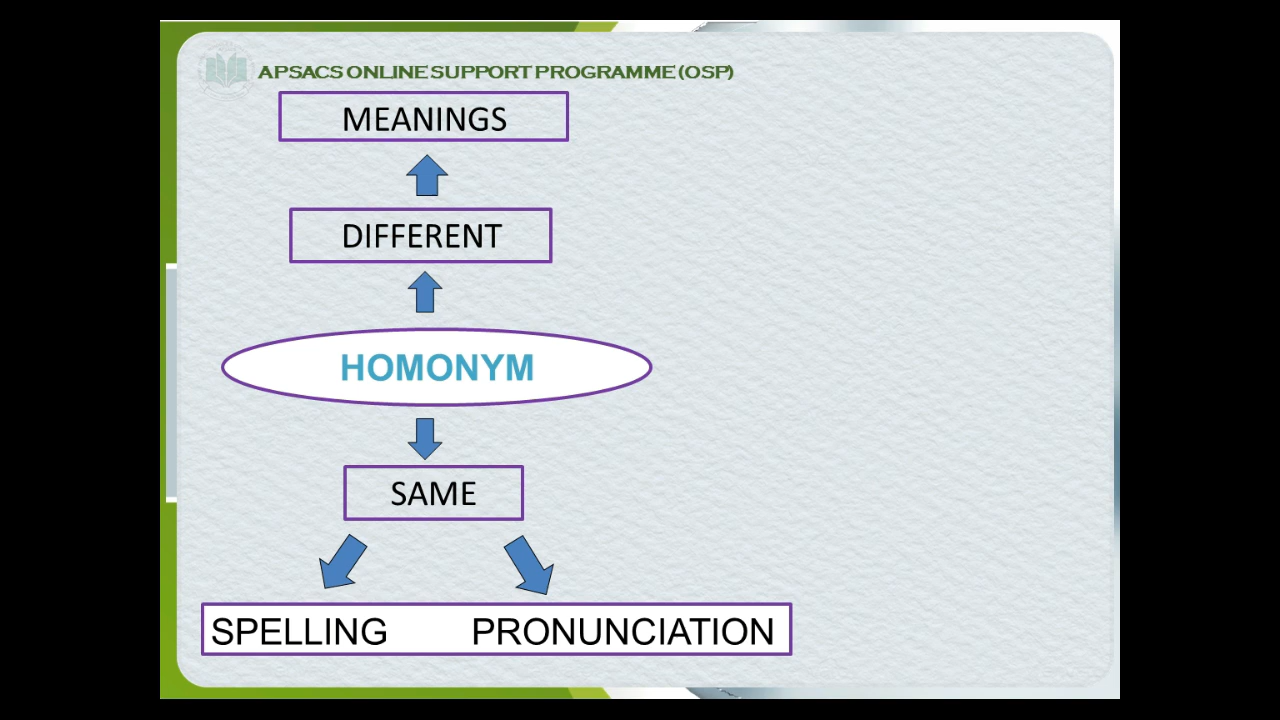 APSACS ONLINE SUPPORT PROGRAMME (OSP)
MEANINGS
DIFFERENT
HOMONYM
SAME
SPELLING PRONUNCIATION